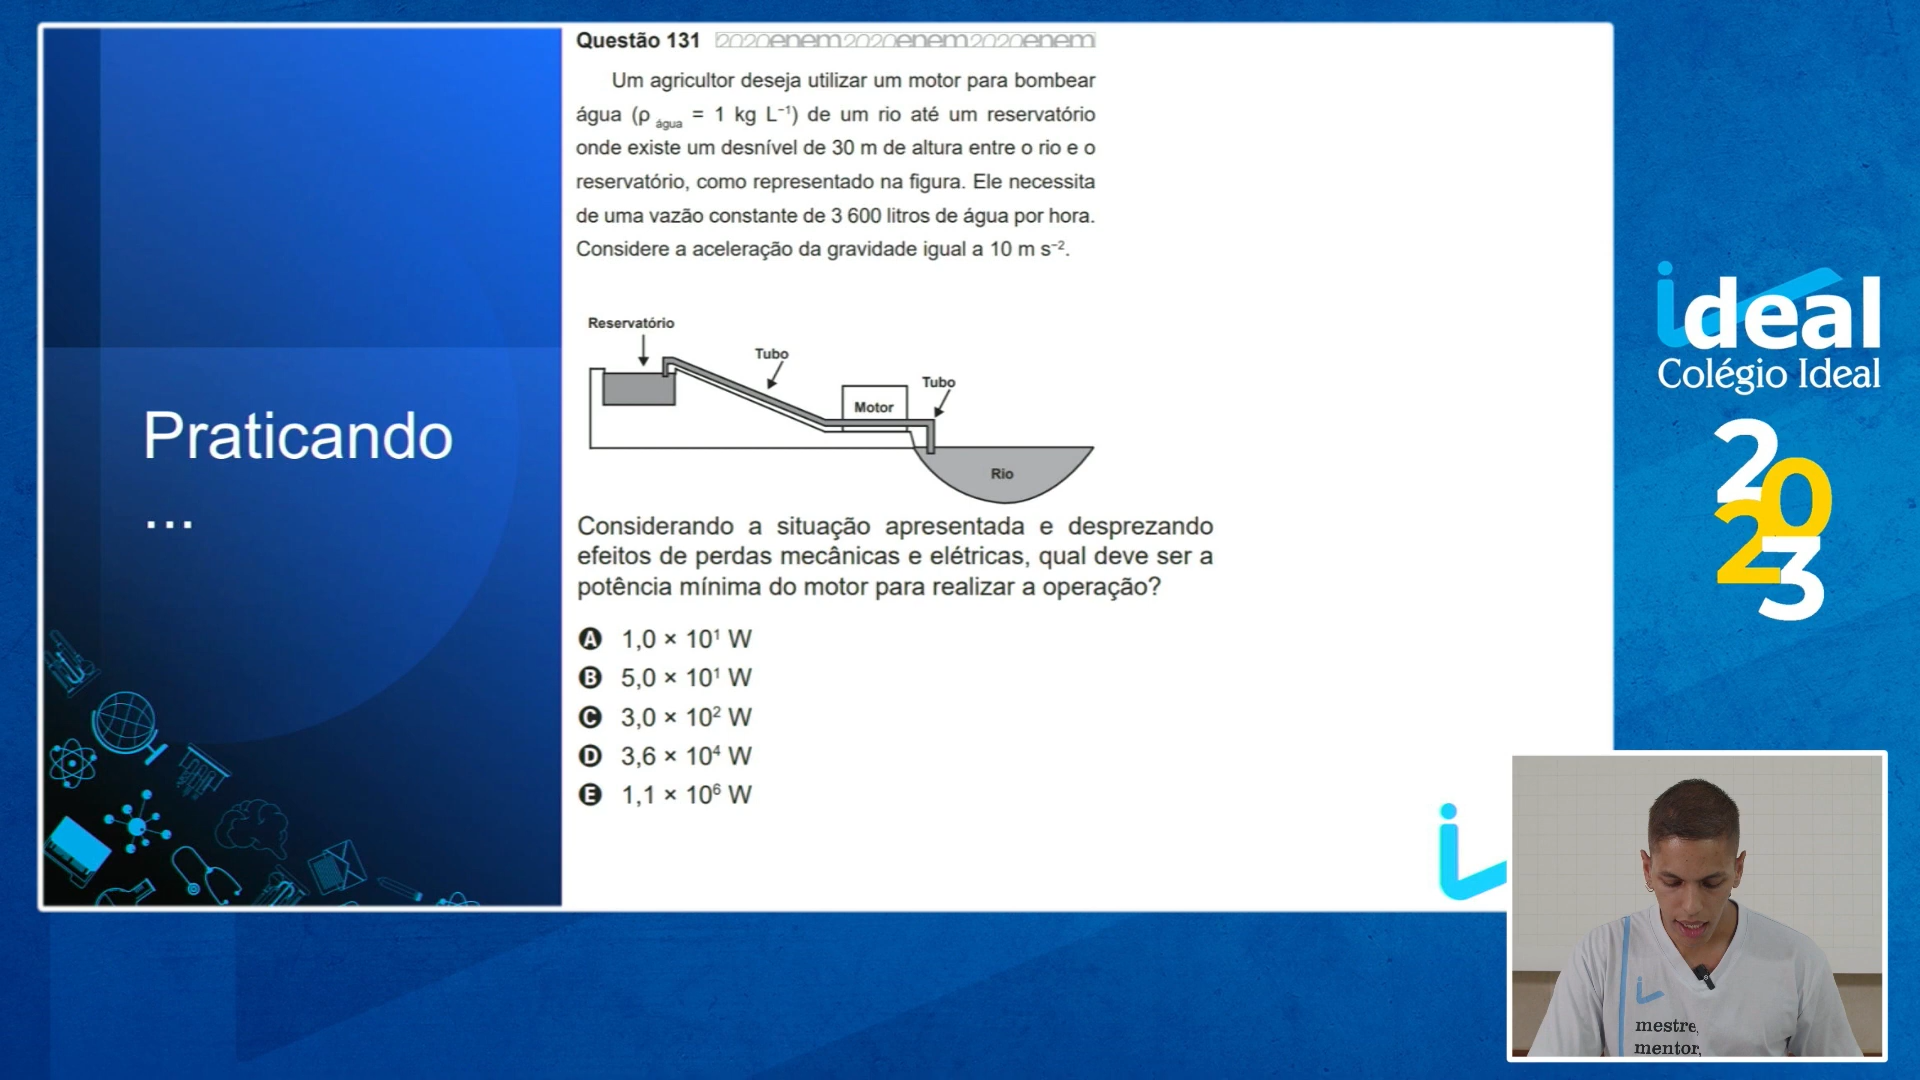 Praticando
...
Questão 131 2020enem2020enem2020enem
Um agricultor deseja utilizar um motor para bombear
água (ρ água = 1 kg L⁻¹) de um rio até um reservatório
onde existe um desnível de 30 m de altura entre o rio e o
reservatório, como representado na figura. Ele necessita
de uma vazão constante de 3 600 litros de água por hora.
Considere a aceleração da gravidade igual a 10 m s⁻².
Reservatório
Tubo
Tubo
Motor
Rio
Considerando a situação apresentada e desprezando
efeitos de perdas mecânicas e elétricas, qual deve ser a
potência mínima do motor para realizar a operação?
A 1,0 × 10¹ W
B 5,0 × 10¹ W
C 3,0 × 10² W
D 3,6 × 10⁴ W
E 1,1 × 10⁶ W
ideal
Colégio Ideal
2023
mestre,
mentor,